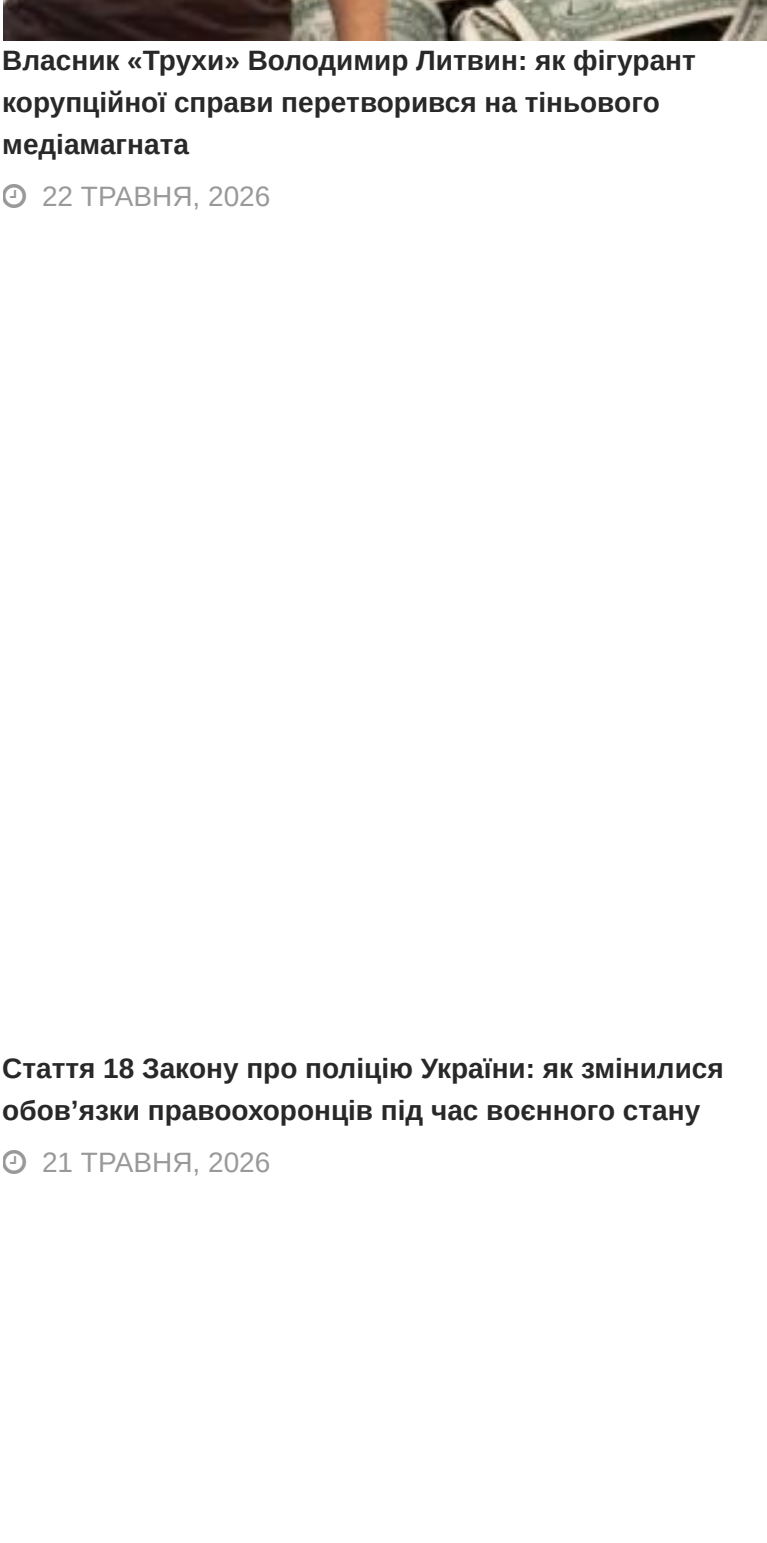 Власник «Трухи» Володимир Литвин: як фігурант
корупційної справи перетворився на тіньового
медіамагната
22 ТРАВНЯ, 2026
Стаття 18 Закону про поліцію України: як змінилися
обов’язки правоохоронців під час воєнного стану
21 ТРАВНЯ, 2026